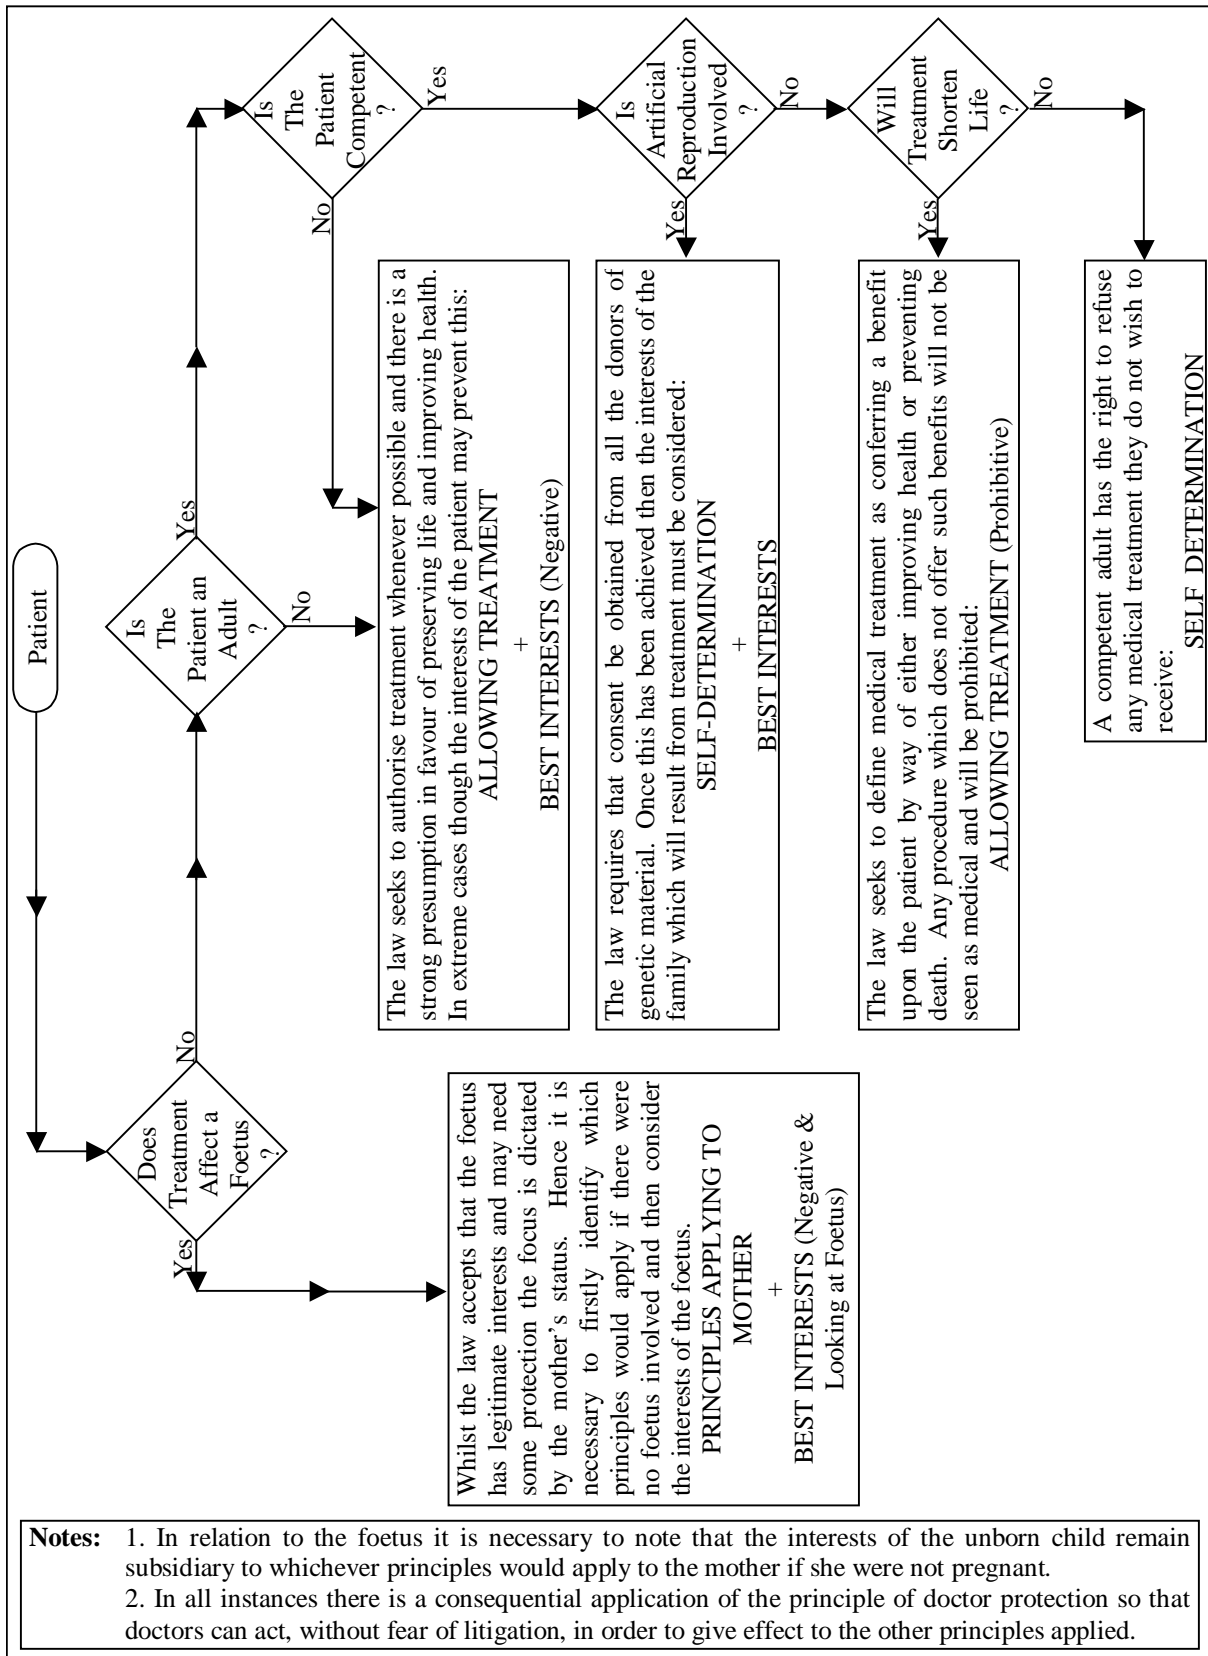 Patient
Does
Treatment
Affect a
Foetus
?
Yes
No
Whilst the law accepts that the foetus
has legitimate interests and may need
some protection the focus is dictated
by the mother's status. Hence it is
necessary to firstly identify which
principles would apply if there were
no foetus involved and then consider
the interests of the foetus.
PRINCIPLES APPLYING TO
MOTHER
+
BEST INTERESTS (Negative &
Looking at Foetus)
Is
The
Patient an
Adult
?
Yes
No
Is
The
Patient
Competent
?
Yes
No
The law seeks to authorise treatment whenever possible and there is a
strong presumption in favour of preserving life and improving health.
In extreme cases though the interests of the patient may prevent this:
ALLOWING TREATMENT
+
BEST INTERESTS (Negative)
Is
Artificial
Reproduction
Involved
?
Yes
No
The law requires that consent be obtained from all the donors of
genetic material. Once this has been achieved then the interests of the
family which will result from treatment must be considered:
SELF-DETERMINATION
+
BEST INTERESTS
Will
Treatment
Shorten
Life
?
Yes
No
The law seeks to define medical treatment as conferring a benefit
upon the patient by way of either improving health or preventing
death. Any procedure which does not offer such benefits will not be
seen as medical and will be prohibited:
ALLOWING TREATMENT (Prohibitive)
A competent adult has the right to refuse
any medical treatment they do not wish to
receive:
SELF DETERMINATION
Notes: 1. In relation to the foetus it is necessary to note that the interests of the unborn child remain
subsidiary to whichever principles would apply to the mother if she were not pregnant.
2. In all instances there is a consequential application of the principle of doctor protection so that
doctors can act, without fear of litigation, in order to give effect to the other principles applied.